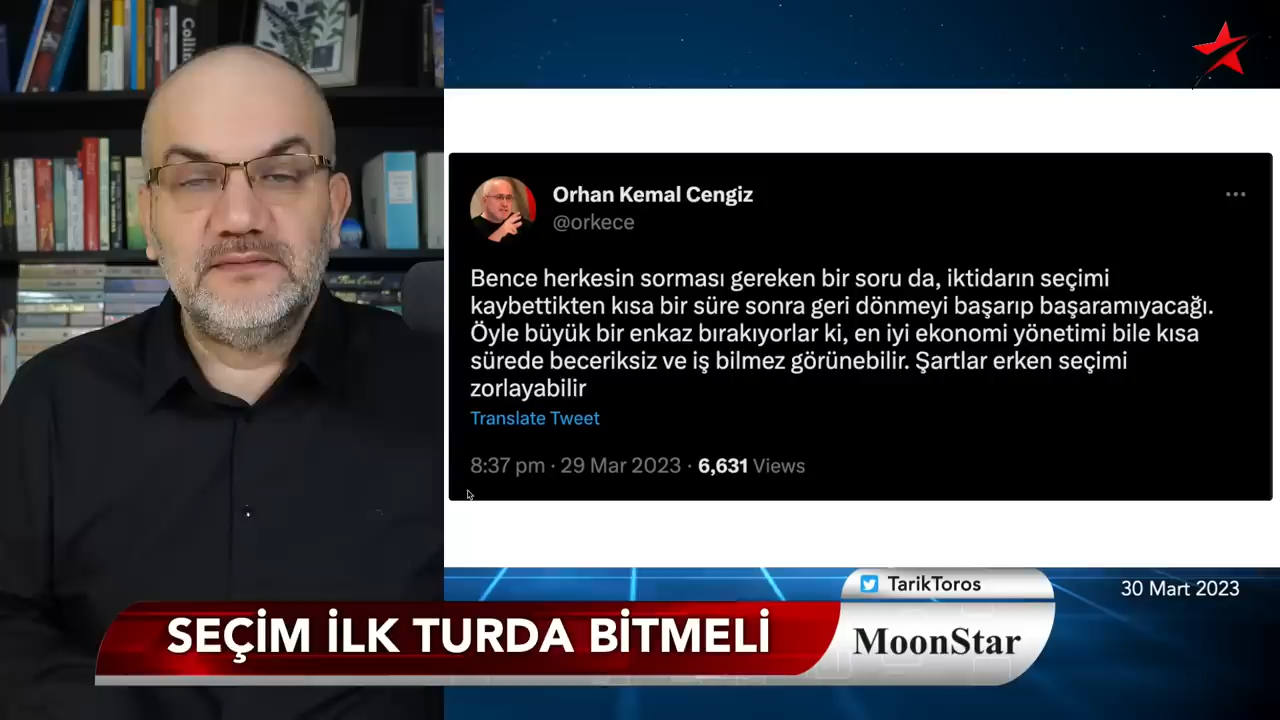 Collins
Orhan Kemal Cengiz
@orkece
Bence herkesin sorması gereken bir soru da, iktidarın seçimi
kaybettikten kısa bir süre sonra geri dönmeyi başarıp başaramıyacağı.
Öyle büyük bir enkaz bırakıyorlar ki, en iyi ekonomi yönetimi bile kısa
sürede beceriksiz ve iş bilmez görünebilir. Şartlar erken seçimi
zorlayabilir
Translate Tweet
8:37 pm · 29 Mar 2023 · 6,631 Views
TarikToros
30 Mart 2023
SEÇİM İLK TURDA BİTMELİ
MoonStar